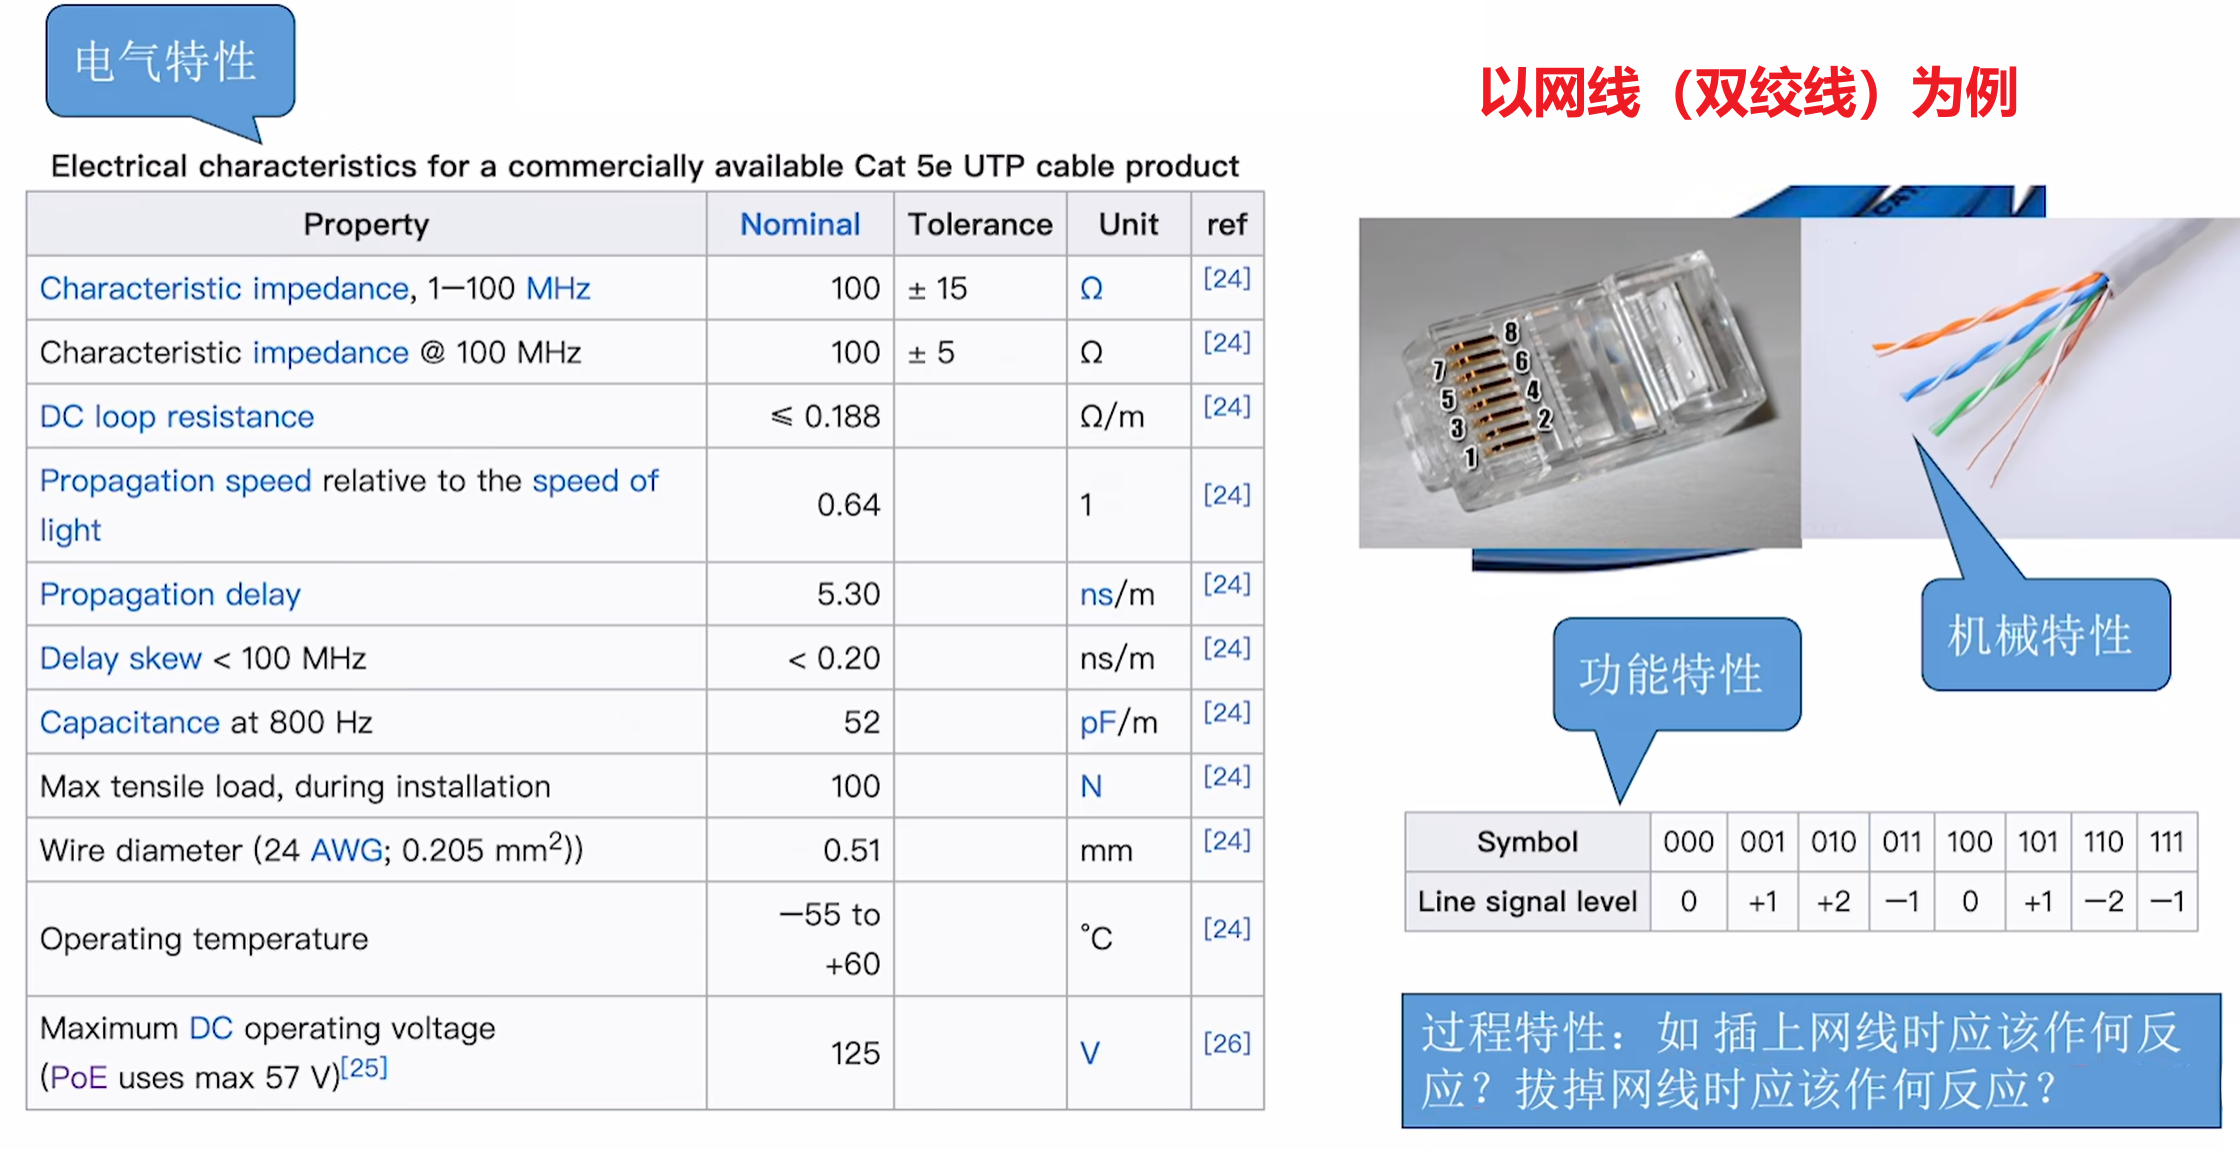 电气特性
以网线（双绞线）为例
Electrical characteristics for a commercially available Cat 5e UTP cable product
Property Nominal Tolerance Unit ref
Characteristic impedance, 1–100 MHz 100 ± 15 Ω [24]
Characteristic impedance @ 100 MHz 100 ± 5 Ω [24]
DC loop resistance ≤ 0.188 Ω/m [24]
Propagation speed relative to the speed of
light 0.64 1 [24]
Propagation delay 5.30 ns/m [24]
Delay skew < 100 MHz < 0.20 ns/m [24]
Capacitance at 800 Hz 52 pF/m [24]
Max tensile load, during installation 100 N [24]
Wire diameter (24 AWG; 0.205 mm²)) 0.51 mm [24]
Operating temperature −55 to
+60 °C [24]
Maximum DC operating voltage
(PoE uses max 57 V)[25] 125 V [26]
CAT
8
7 6
5 4
3 2
1
机械特性
功能特性
Symbol 000 001 010 011 100 101 110 111
Line signal level 0 +1 +2 −1 0 +1 −2 −1
过程特性：如 插上网线时应该作何反
应？拔掉网线时应该作何反应？